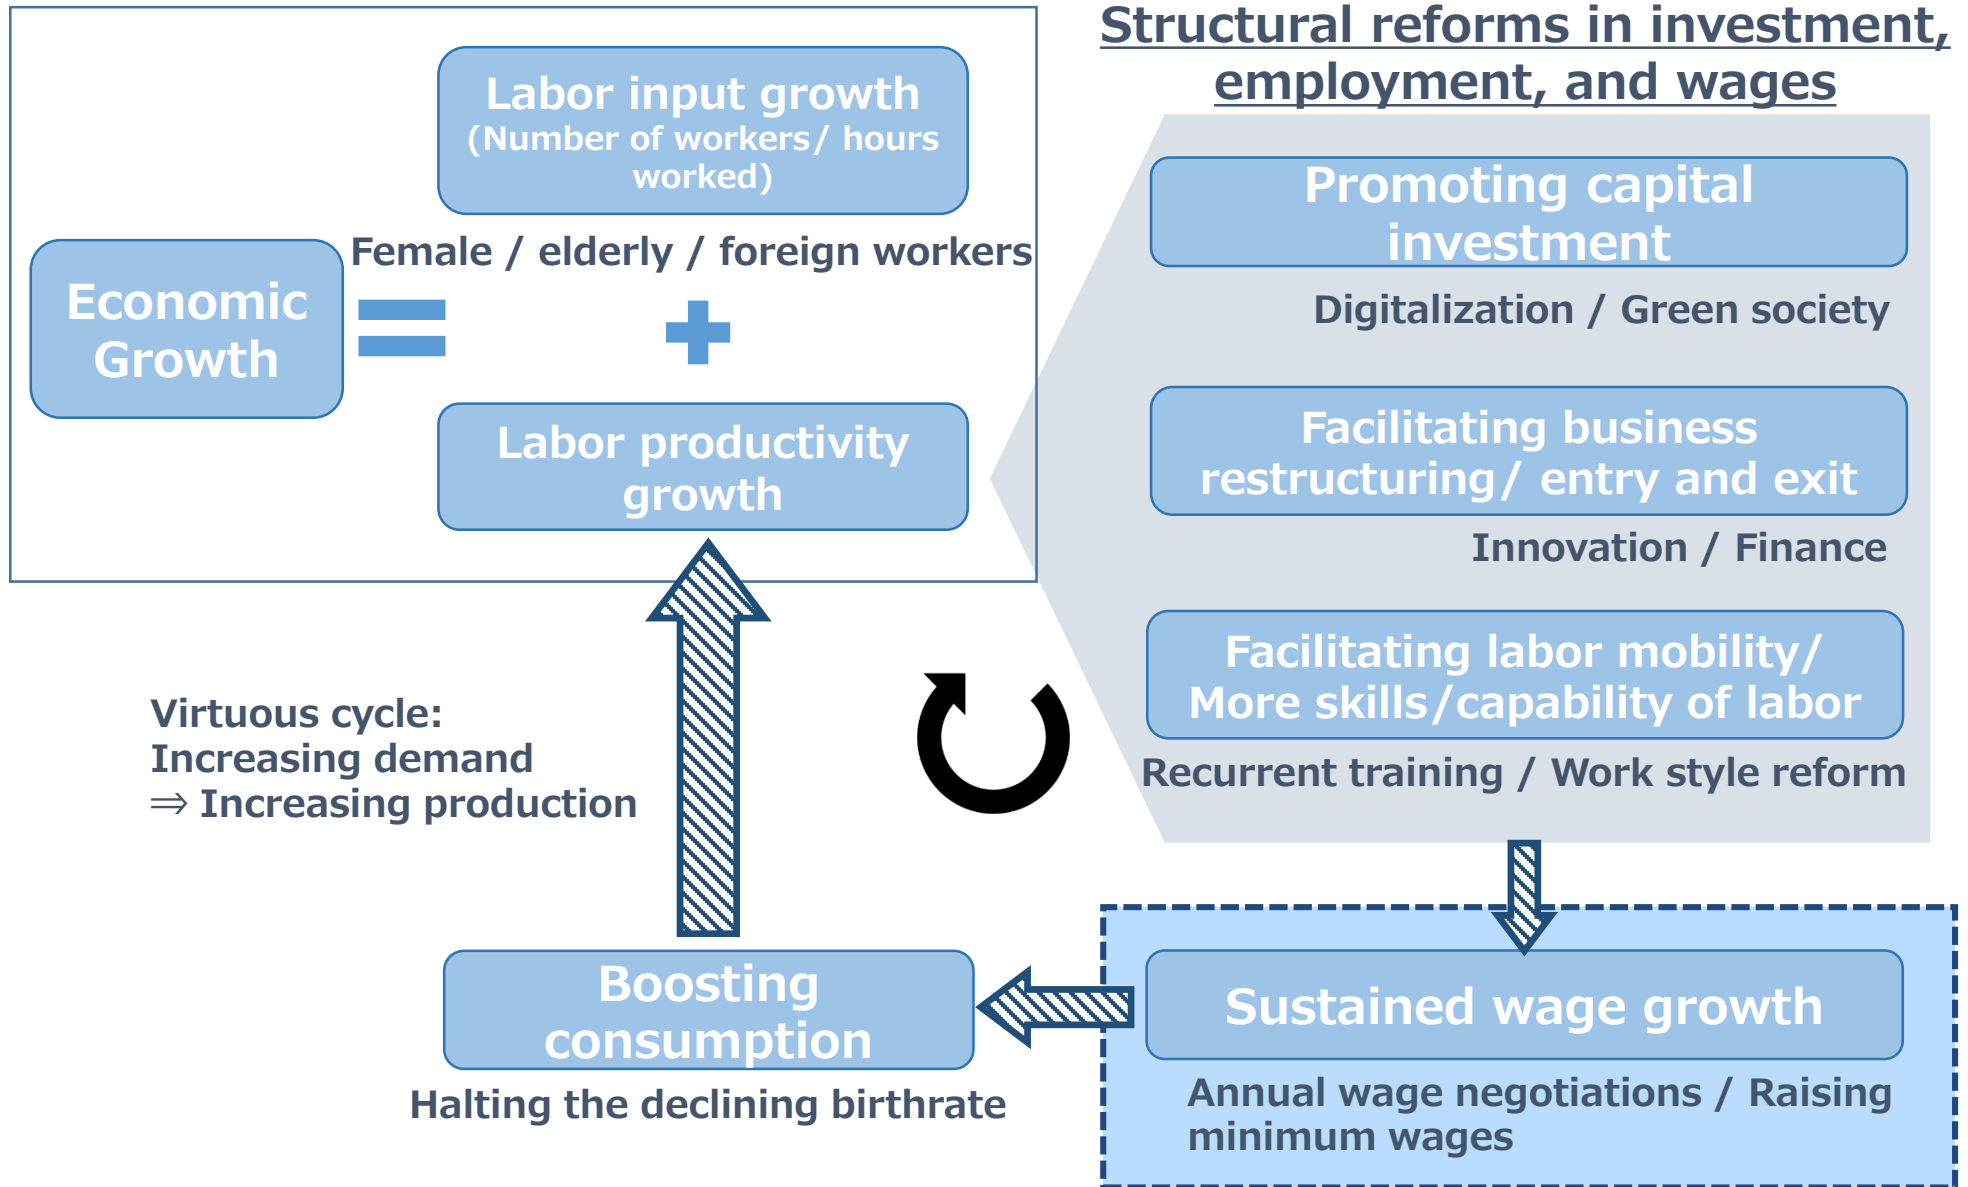 Structural reforms in investment,
employment, and wages
Labor input growth
(Number of workers/ hours
worked)
Female / elderly / foreign workers
Economic
Growth
Labor productivity
growth
Promoting capital
investment
Digitalization / Green society
Facilitating business
restructuring/ entry and exit
Innovation / Finance
Facilitating labor mobility/
More skills/capability of labor
Recurrent training / Work style reform
Virtuous cycle:
Increasing demand
⇒ Increasing production
Boosting
consumption
Halting the declining birthrate
Sustained wage growth
Annual wage negotiations / Raising
minimum wages